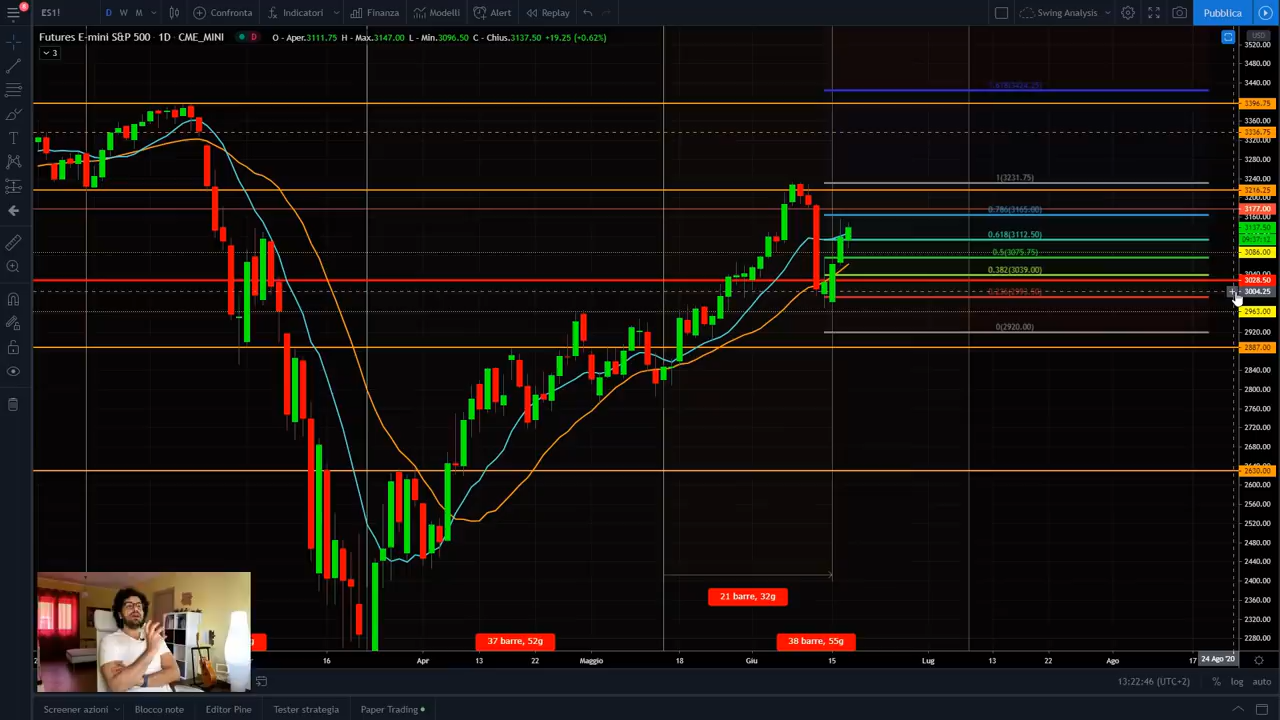 8
ES1!
D W M
Confronta
Indicatori
Finanza
Modelli
Alert
Replay
Swing Analysis
Pubblica
Futures E-mini S&P 500 · 1D · CME_MINI
D
O - Aper.3111.75 H - Max.3147.00 L - Min.3096.50 C - Chius.3137.50 +19.25 (+0.62%)
3
USD
3520.00
3480.00
3440.00
3396.75
3360.00
3336.75
3320.00
3280.00
3240.00
3216.25
3200.00
3177.00
3160.00
3137.50
09:37:12
3086.00
3040.00
3028.50
3004.25
2963.00
2920.00
2887.00
2840.00
2800.00
2760.00
2720.00
2680.00
2630.00
2600.00
2560.00
2520.00
2480.00
2440.00
2400.00
2360.00
2320.00
2280.00
1(3231.75)
0.786(3165.00)
0.618(3112.50)
0.5(3075.75)
0.382(3039.00)
0(2920.00)
21 barre, 32g
37 barre, 52g
38 barre, 55g
16 Apr 13 22 Maggio 18 Giu 15 Lug 13 22 Ago 17 24 Ago '20
13:22:46 (UTC+2)
% log auto
Screener azioni
Blocco note
Editor Pine
Tester strategia
Paper Trading